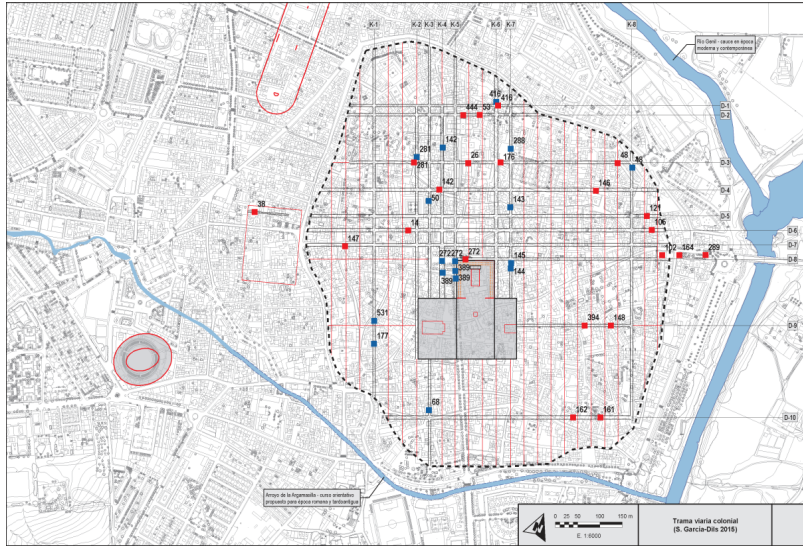 K-1 K-2 K-3 K-4 K-5 K-6 K-7 K-8
Río Genil - cauce en época
moderna y contemporánea
416
416
D-1
444 53
D-2
142 288
281
281 26 176 48 48
D-3
142 146
D-4
50 143
38
121
D-5
14 106
D-6
147
D-7
272 272 272 145 102 164 289
D-8
389 389 144
389
531 394 148
D-9
177
68 162 161
D-10
Arroyo de la Argamasilla - curso orientativo
propuesto para época romana y tardoantigua
0 25 50 100 150 m
E. 1:6000
Trama viaria colonial
(S. García-Dils 2015)